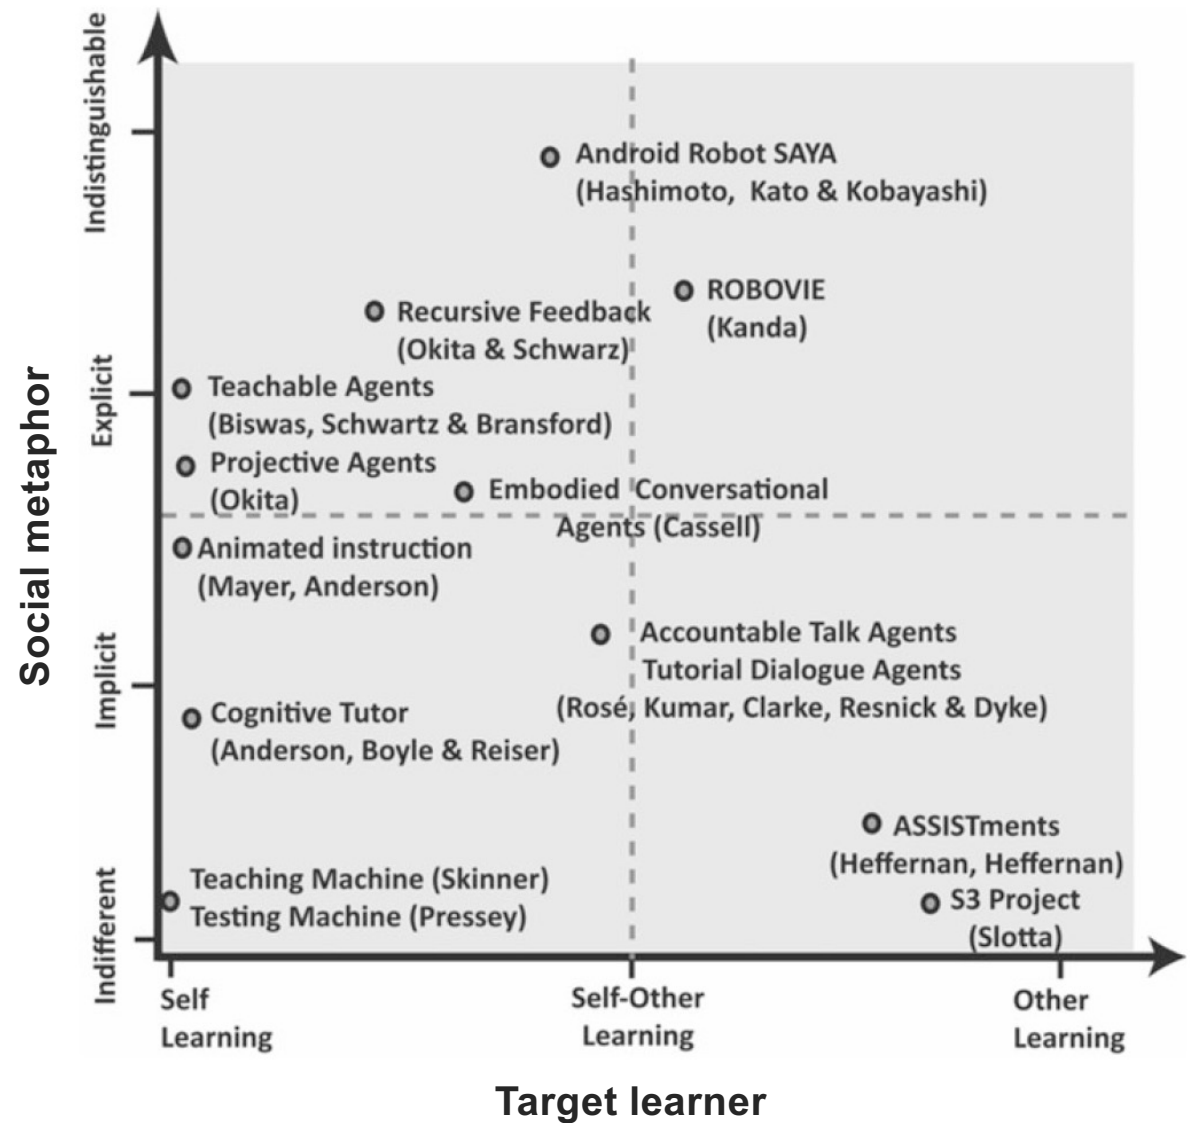 Social metaphor
Indistinguishable
Explicit
Implicit
Indifferent
Android Robot SAYA
(Hashimoto, Kato & Kobayashi)
ROBOVIE
(Kanda)
Recursive Feedback
(Okita & Schwarz)
Teachable Agents
(Biswas, Schwartz & Bransford)
Projective Agents
(Okita)
Embodied Conversational
Agents (Cassell)
Animated instruction
(Mayer, Anderson)
Accountable Talk Agents
Tutorial Dialogue Agents
(Rosé, Kumar, Clarke, Resnick & Dyke)
Cognitive Tutor
(Anderson, Boyle & Reiser)
ASSISTments
(Heffernan, Heffernan)
Teaching Machine (Skinner)
Testing Machine (Pressey)
S3 Project
(Slotta)
Self
Learning
Self-Other
Learning
Other
Learning
Target learner